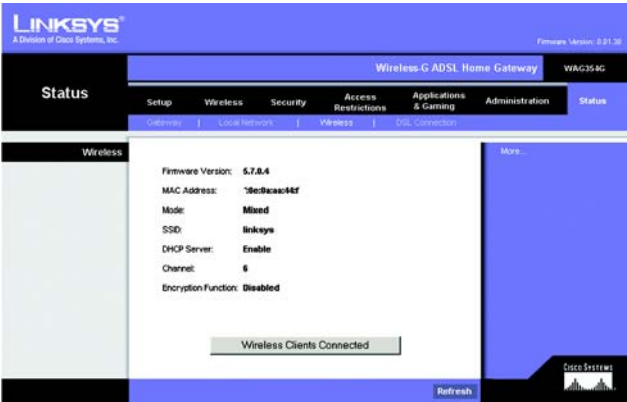 LINKSYS®
A Division of Cisco Systems, Inc.
Firmware Version: 0.01.30
Wireless-G ADSL Home Gateway WAG354G
Status
Setup Wireless Security Access Restrictions Applications & Gaming Administration Status
Gateway | Local Network | Wireless | DSL Connection
Wireless
More...
Firmware Version: 5.7.0.4
MAC Address:
Mode: Mixed
SSID: linksys
DHCP Server: Enable
Channel: 6
Encryption Function: Disabled
Wireless Clients Connected
Refresh
CISCO SYSTEMS